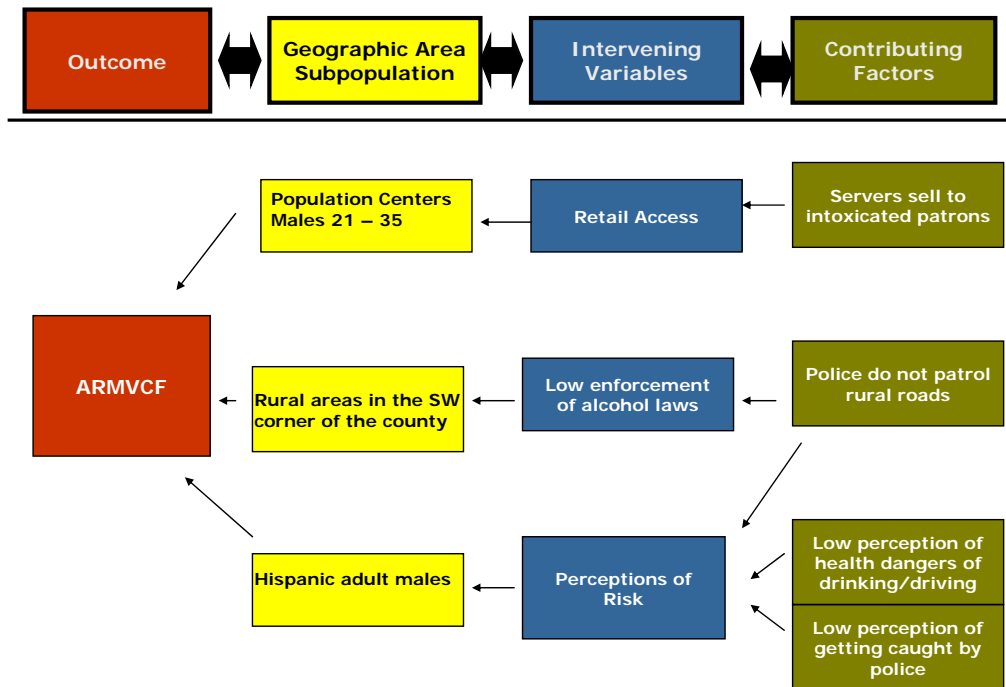 Outcome
Geographic Area
Subpopulation
Intervening
Variables
Contributing
Factors
Population Centers
Males 21 – 35
Retail Access
Servers sell to
intoxicated patrons
ARMVCF
Rural areas in the SW
corner of the county
Low enforcement
of alcohol laws
Police do not patrol
rural roads
Hispanic adult males
Perceptions of
Risk
Low perception of
health dangers of
drinking/driving
Low perception of
getting caught by
police